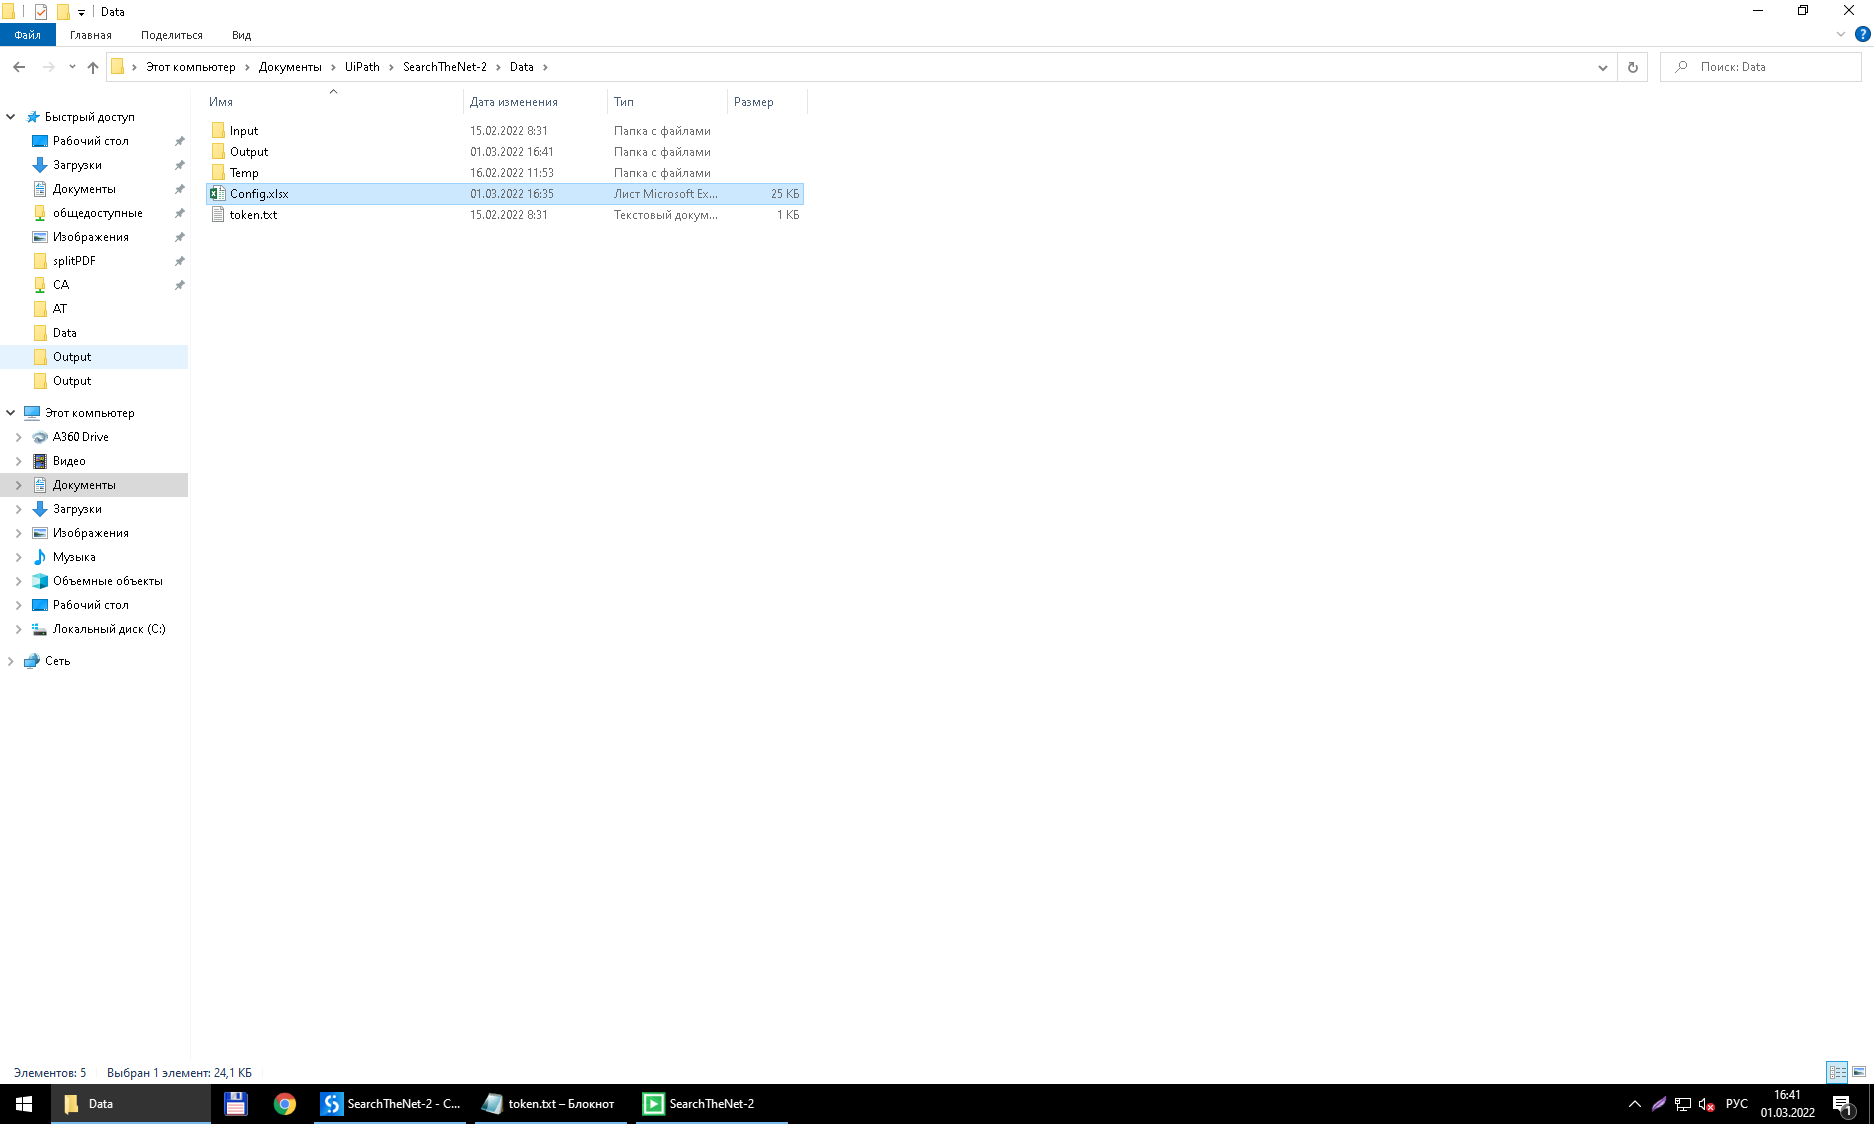 Data
Файл Главная Поделиться Вид
Этот компьютер Документы UiPath SearchTheNet-2 Data
Поиск: Data
Имя Дата изменения Тип Размер
Input 15.02.2022 8:31 Папка с файлами
Output 01.03.2022 16:41 Папка с файлами
Temp 16.02.2022 11:53 Папка с файлами
Config.xlsx 01.03.2022 16:35 Лист Microsoft Ex... 25 КБ
token.txt 15.02.2022 8:31 Текстовый докум... 1 КБ
Быстрый доступ
Рабочий стол
Загрузки
Документы
общедоступные
Изображения
splitPDF
CA
AT
Data
Output
Output
Этот компьютер
A360 Drive
Видео
Документы
Загрузки
Изображения
Музыка
Объемные объекты
Рабочий стол
Локальный диск (C:)
Сеть
Элементов: 5 Выбран 1 элемент: 24,1 КБ
Data
SearchTheNet-2 - C...
token.txt – Блокнот
SearchTheNet-2
РУС
16:41
01.03.2022
1